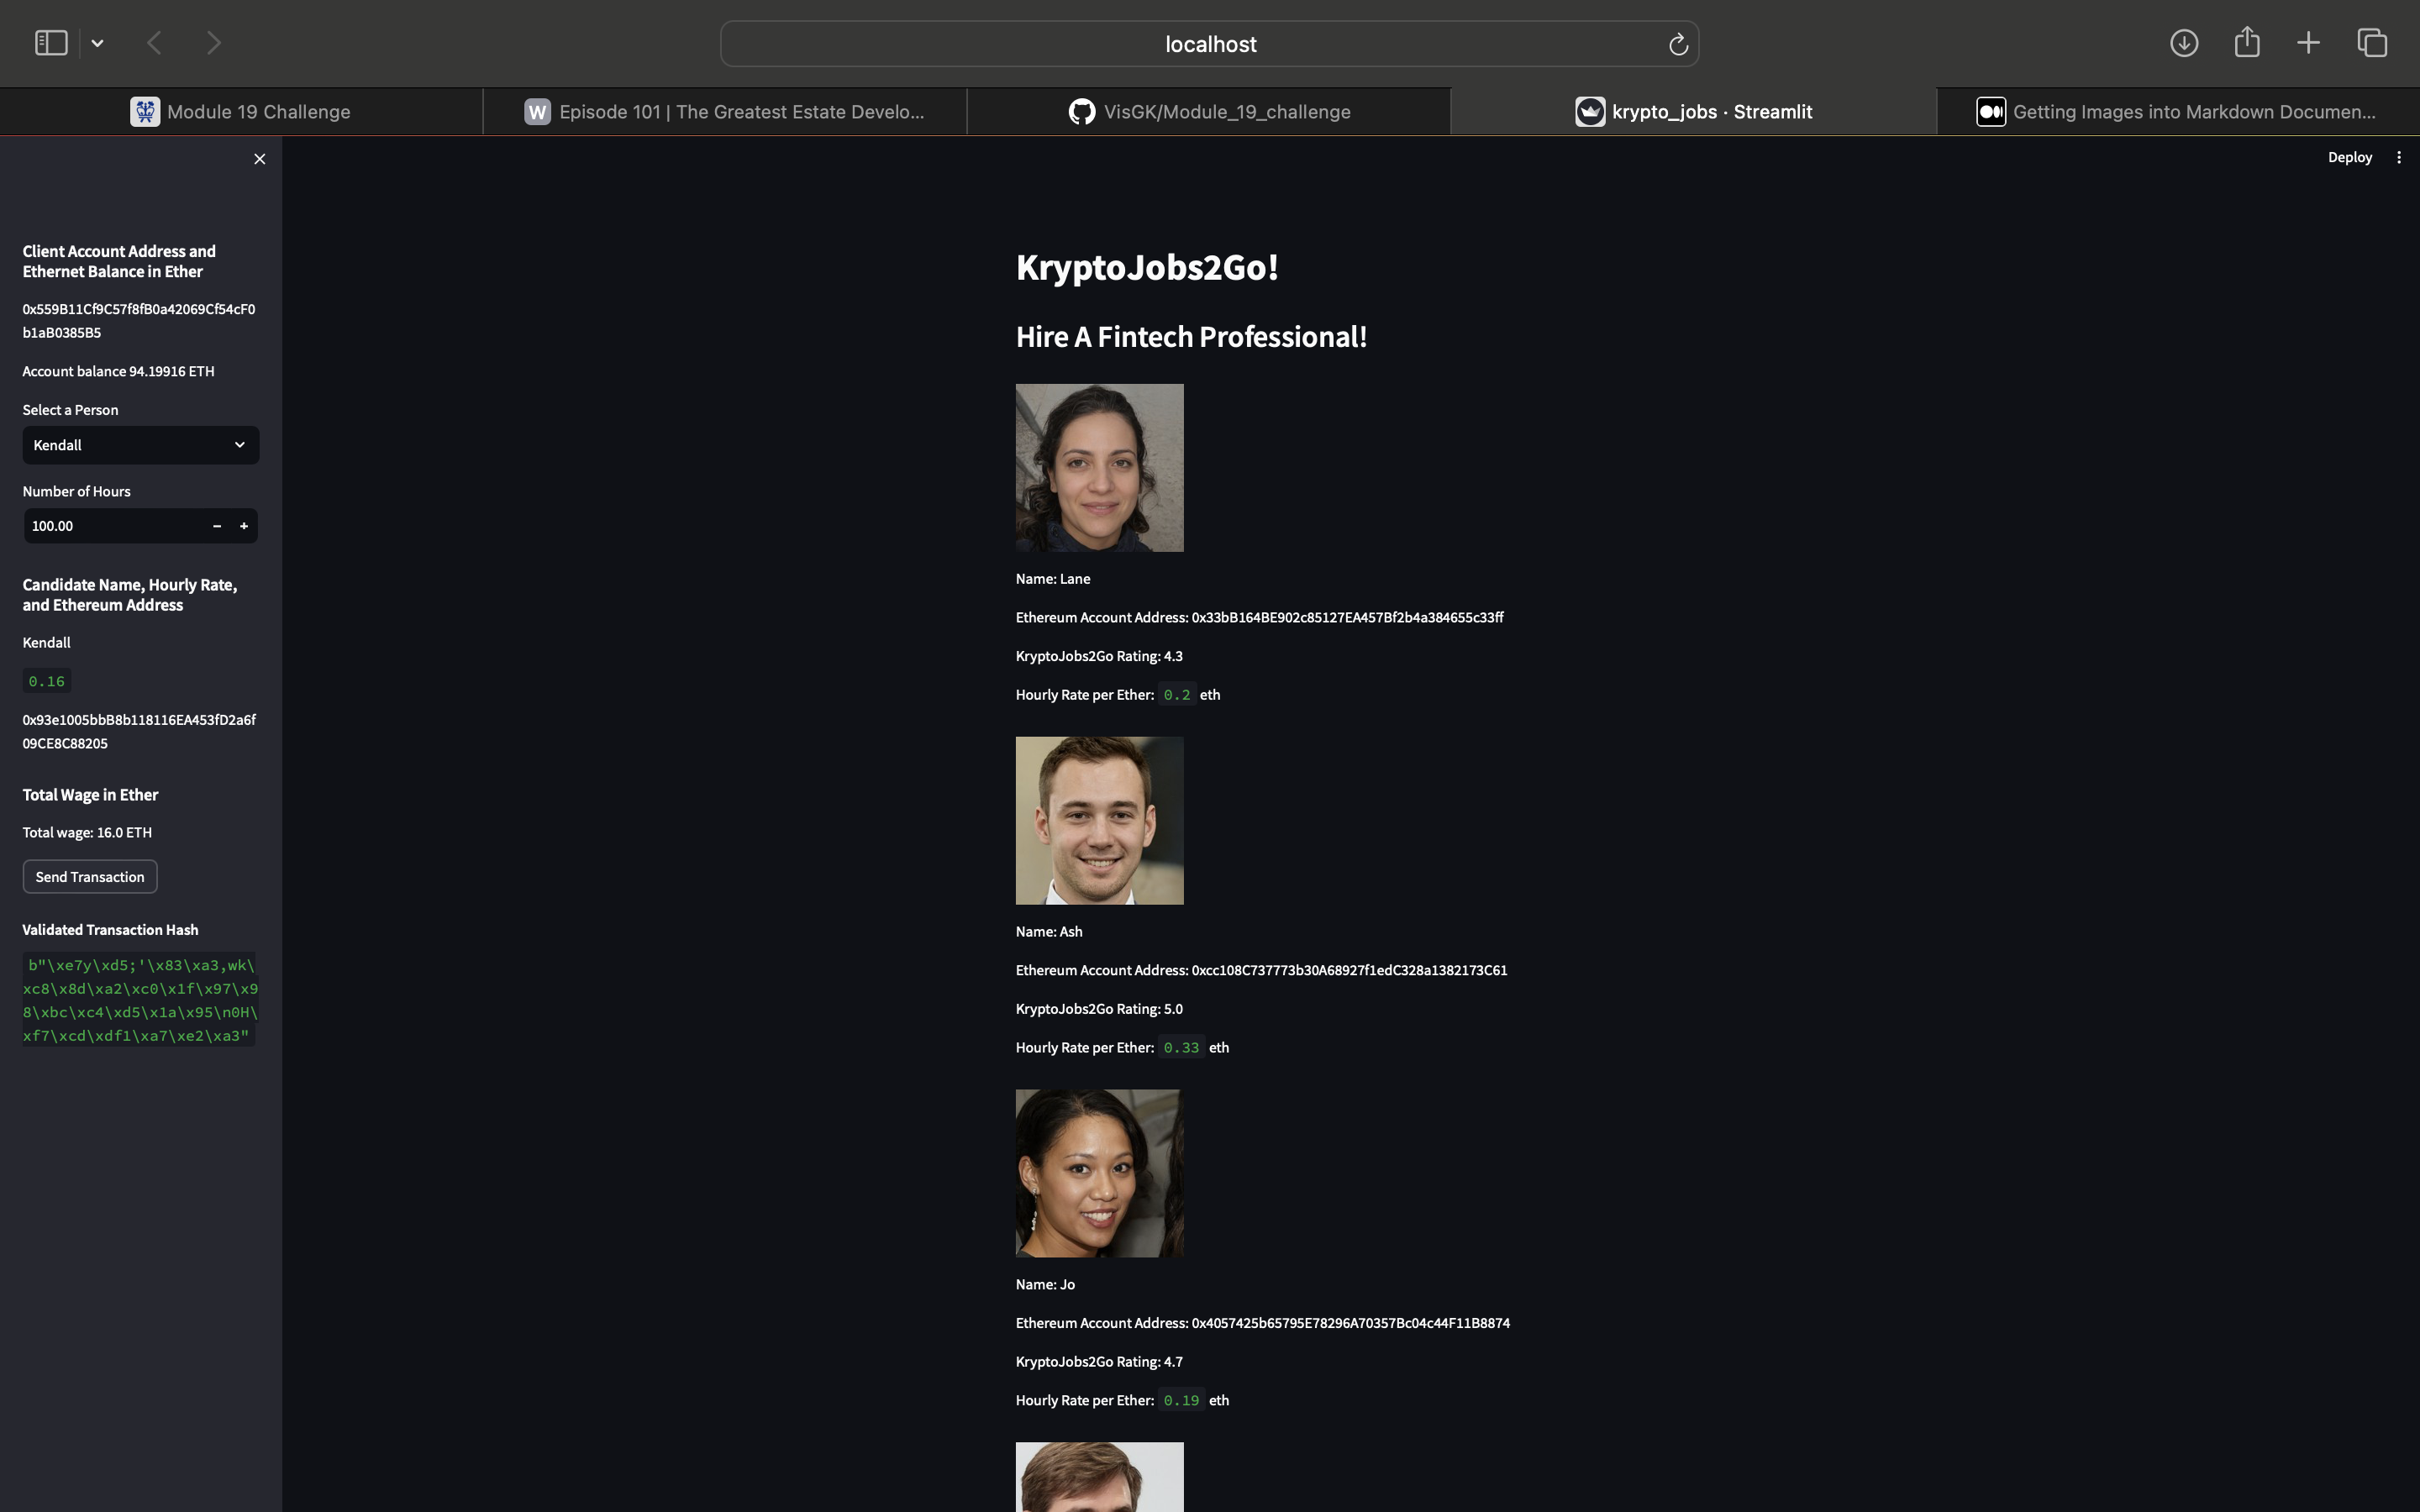 localhost
Module 19 Challenge
W
Episode 101 | The Greatest Estate Develo...
VisGK/Module_19_challenge
krypto_jobs · Streamlit
Getting Images into Markdown Documen...
Deploy
Client Account Address and
Ethernet Balance in Ether
0x559B11Cf9C57f8fB0a42069Cf54cF0
b1aB0385B5
Account balance 94.19916 ETH
Select a Person
Kendall
Number of Hours
100.00
Candidate Name, Hourly Rate,
and Ethereum Address
Kendall
0.16
0x93e1005bbB8b118116EA453fD2a6f
09CE8C88205
Total Wage in Ether
Total wage: 16.0 ETH
Send Transaction
Validated Transaction Hash
b"\xe7y\xd5;'\x83\xa3,wk\
xc8\x8d\xa2\xc0\x1f\x97\x9
8\xbc\xc4\xd5\x1a\x95\n0H\
xf7\xcd\xdf1\xa7\xe2\xa3"
KryptoJobs2Go!
Hire A Fintech Professional!
Name: Lane
Ethereum Account Address: 0x33bB164BE902c85127EA457Bf2b4a384655c33ff
KryptoJobs2Go Rating: 4.3
Hourly Rate per Ether: 0.2 eth
Name: Ash
Ethereum Account Address: 0xcc108C737773b30A68927f1edC328a1382173C61
KryptoJobs2Go Rating: 5.0
Hourly Rate per Ether: 0.33 eth
Name: Jo
Ethereum Account Address: 0x4057425b65795E78296A70357Bc04c44F11B8874
KryptoJobs2Go Rating: 4.7
Hourly Rate per Ether: 0.19 eth